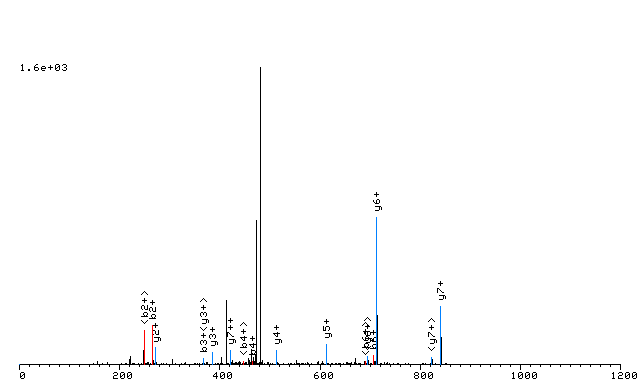 1.6e+03
<b2+>
b2+
y2+
b3+<y3+>
y3+
y7++
<b4+>
b4+
y4+
y5+
y6+
<y7+>
y7+
0 200 400 600 800 1000 1200